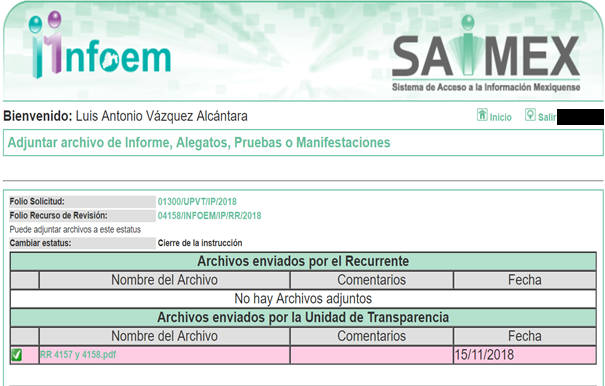 infoem
SAIMEX
Sistema de Acceso a la Información Mexiquense
Bienvenido: Luis Antonio Vázquez Alcántara
Inicio Salir
Adjuntar archivo de Informe, Alegatos, Pruebas o Manifestaciones
Folio Solicitud: 01300/UPVT/IP/2018
Folio Recurso de Revisión: 04158/INFOEM/IP/RR/2018
Puede adjuntar archivos a este estatus
Cambiar estatus: Cierre de la instrucción
Archivos enviados por el Recurrente
Nombre del Archivo Comentarios Fecha
No hay Archivos adjuntos
Archivos enviados por la Unidad de Transparencia
Nombre del Archivo Comentarios Fecha
RR 4157 y 4158.pdf 15/11/2018